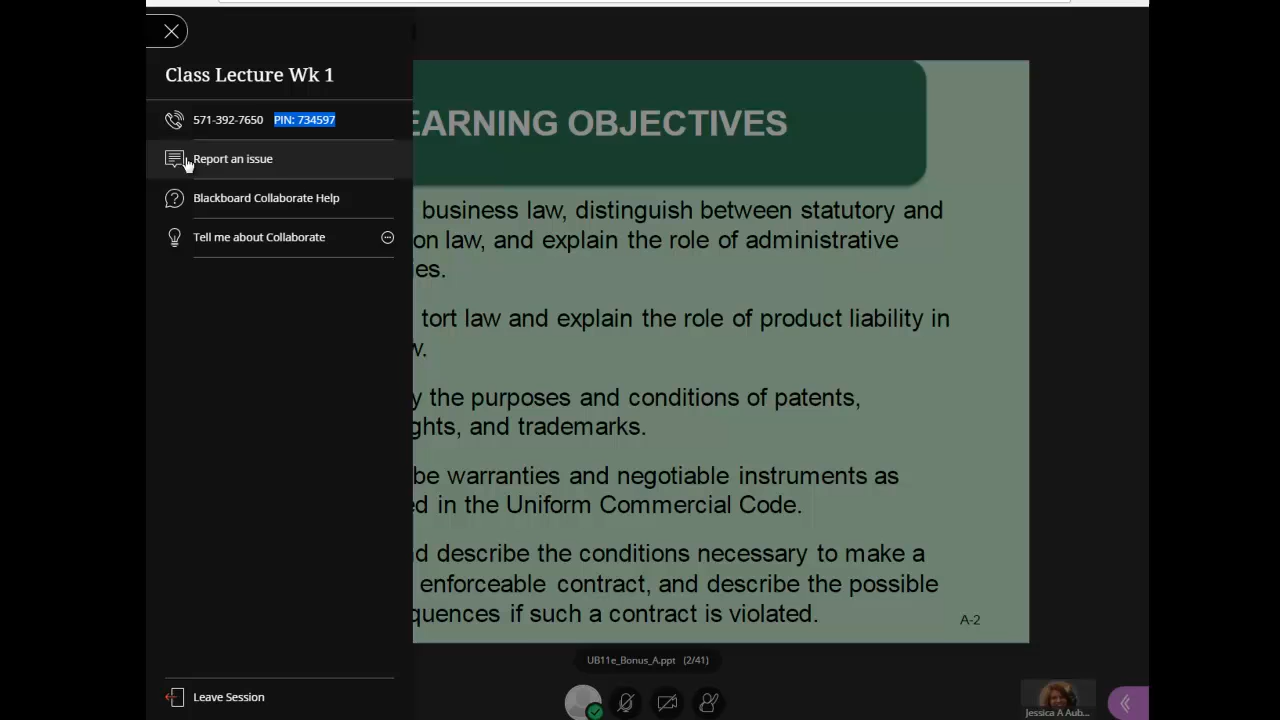 Class Lecture Wk 1
571-392-7650 PIN: 734597
Report an issue
Blackboard Collaborate Help
Tell me about Collaborate
Leave Session
EARNING OBJECTIVES
business law, distinguish between statutory and
on law, and explain the role of administrative
es.
tort law and explain the role of product liability in
w.
y the purposes and conditions of patents,
ghts, and trademarks.
be warranties and negotiable instruments as
ed in the Uniform Commercial Code.
d describe the conditions necessary to make a
enforceable contract, and describe the possible
quences if such a contract is violated.
A-2
UB11e_Bonus_A.ppt (2/41)
Jessica A Aub...